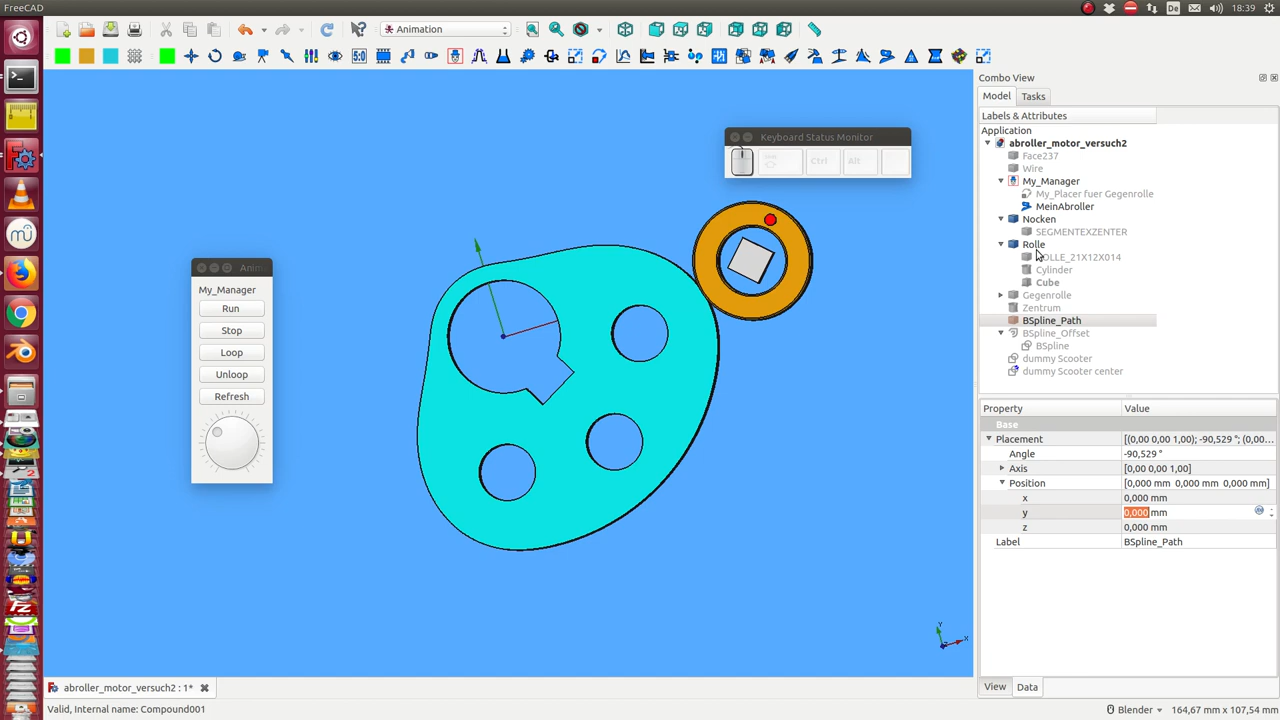 FreeCAD
De
18:39
Animation
Keyboard Status Monitor
Ctrl
Alt
Anim
My_Manager
Run
Stop
Loop
Unloop
Refresh
Combo View
Model
Tasks
Labels & Attributes
Application
abroller_motor_versuch2
Face237
Wire
My_Manager
My_Placer fuer Gegenrolle
MeinAbroller
Nocken
SEGMENTEXZENTER
Rolle
OLLE_21X12X014
Cylinder
Cube
Gegenrolle
Zentrum
BSpline_Path
BSpline_Offset
BSpline
dummy Scooter
dummy Scooter center
Property
Value
Base
Placement
[(0,00 0,00 1,00); -90,529 °; (0,00...
Angle
-90,529 °
Axis
[0,00 0,00 1,00]
Position
[0,000 mm 0,000 mm 0,000 mm]
x
0,000 mm
y
0,000 mm
z
0,000 mm
Label
BSpline_Path
View
Data
abroller_motor_versuch2 : 1*
Valid, Internal name: Compound001
Blender
164,67 mm x 107,54 mm
Y
X